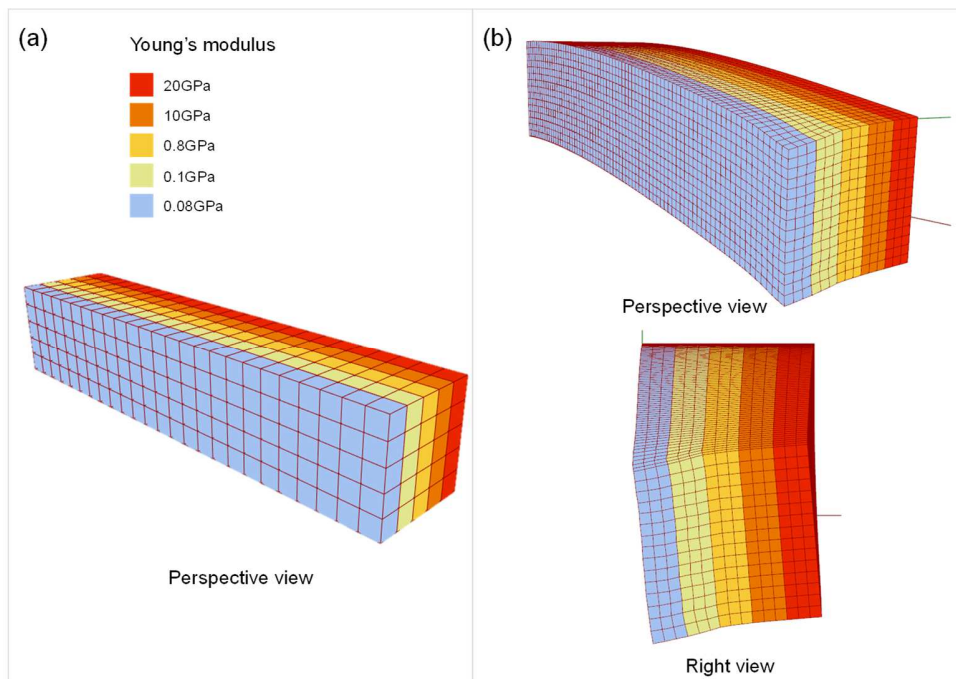 (a)
Young's modulus
20GPa
10GPa
0.8GPa
0.1GPa
0.08GPa
Perspective view
(b)
Perspective view
Right view